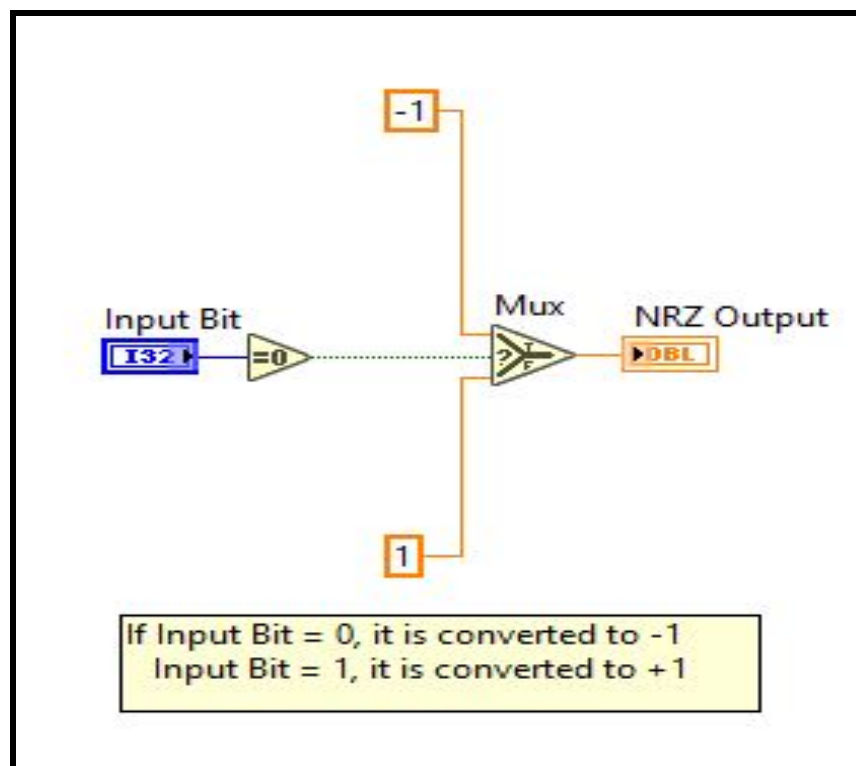 -1
Mux
Input Bit
NRZ Output
I32
=0
?
T
F
DBL
1
If Input Bit = 0, it is converted to -1
Input Bit = 1, it is converted to +1